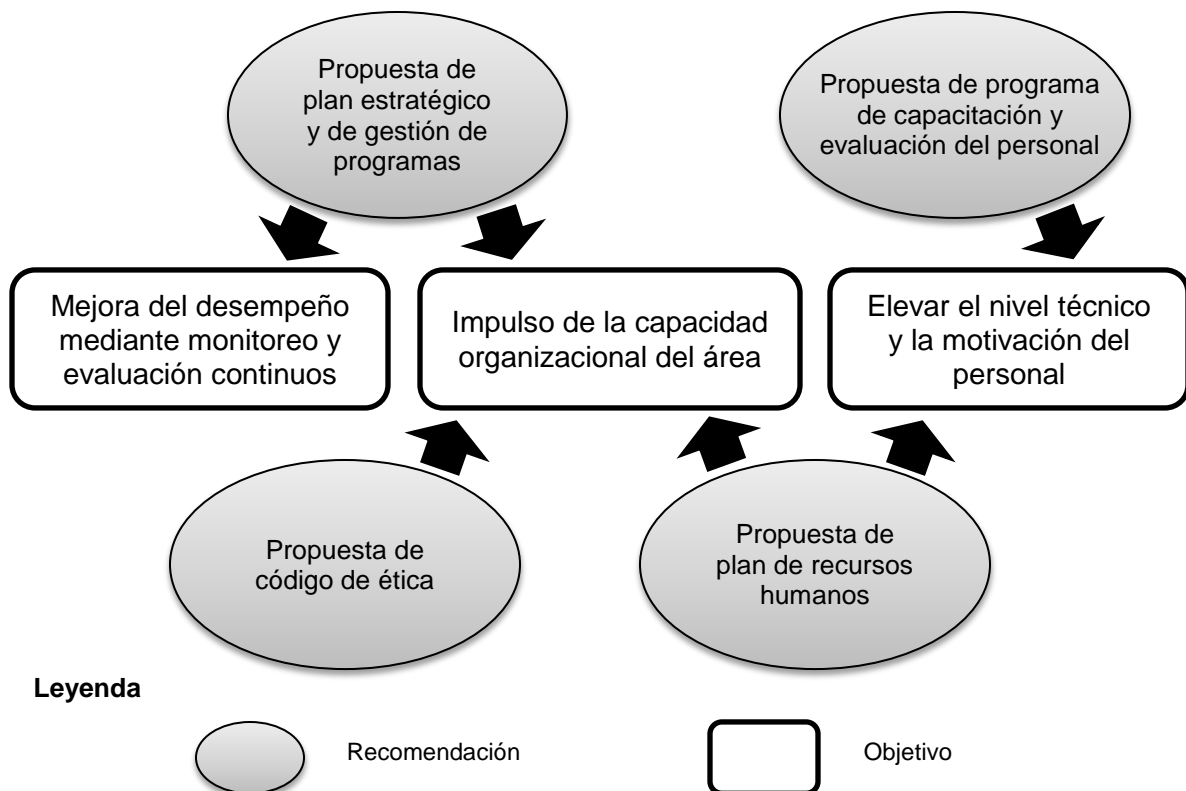 Propuesta de
plan estratégico
y de gestión de
programas
Propuesta de programa
de capacitación y
evaluación del personal
Mejora del desempeño
mediante monitoreo y
evaluación continuos
Impulso de la capacidad
organizacional del área
Elevar el nivel técnico
y la motivación del
personal
Propuesta de
código de ética
Propuesta de
plan de recursos
humanos
Leyenda
Recomendación
Objetivo